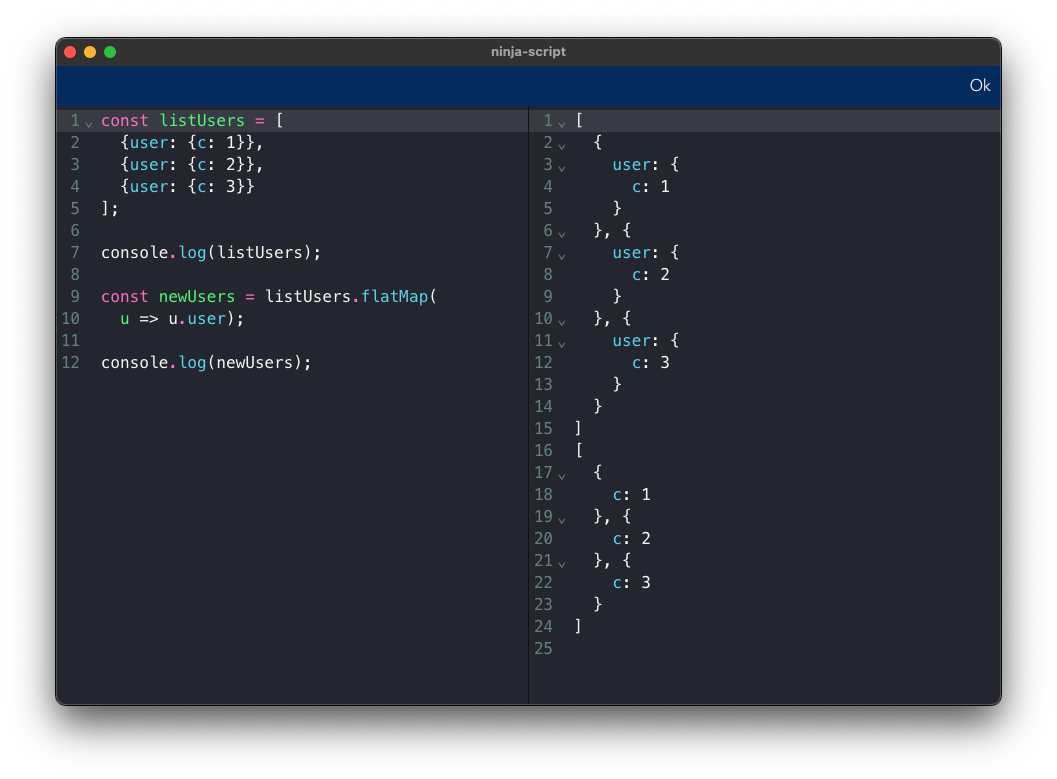 ninja-script
Ok
1 const listUsers = [
2   {user: {c: 1}},
3   {user: {c: 2}},
4   {user: {c: 3}}
5 ];
6
7 console.log(listUsers);
8
9 const newUsers = listUsers.flatMap(
10   u => u.user);
11
12 console.log(newUsers);
1 [
2   {
3     user: {
4       c: 1
5     }
6   }, {
7     user: {
8       c: 2
9     }
10   }, {
11     user: {
12       c: 3
13     }
14   }
15 ]
16 [
17   {
18     c: 1
19   }, {
20     c: 2
21   }, {
22     c: 3
23   }
24 ]
25